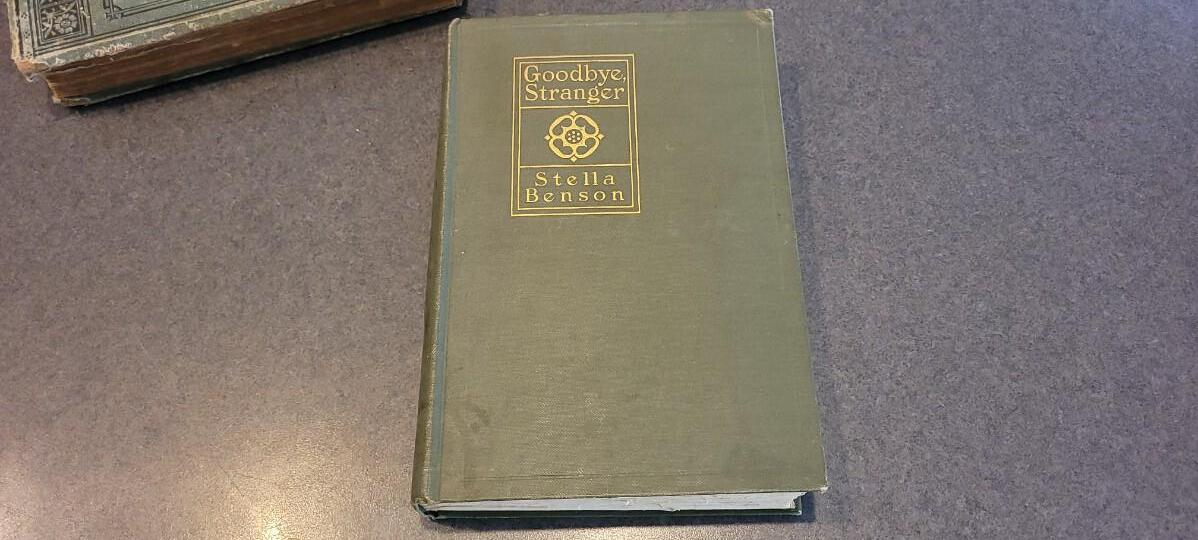 Goodbye,
Stranger
Stella
Benson